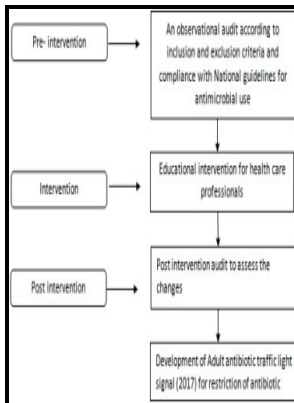 Pre- intervention
An observational audit according to
inclusion and exclusion criteria and
compliance with National guidelines for
antimicrobial use
Intervention
Educational intervention for health care
professionals
Post intervention
Post intervention audit to assess the
changes
Development of Adult antibiotic traffic light
signal (2017) for restriction of antibiotic